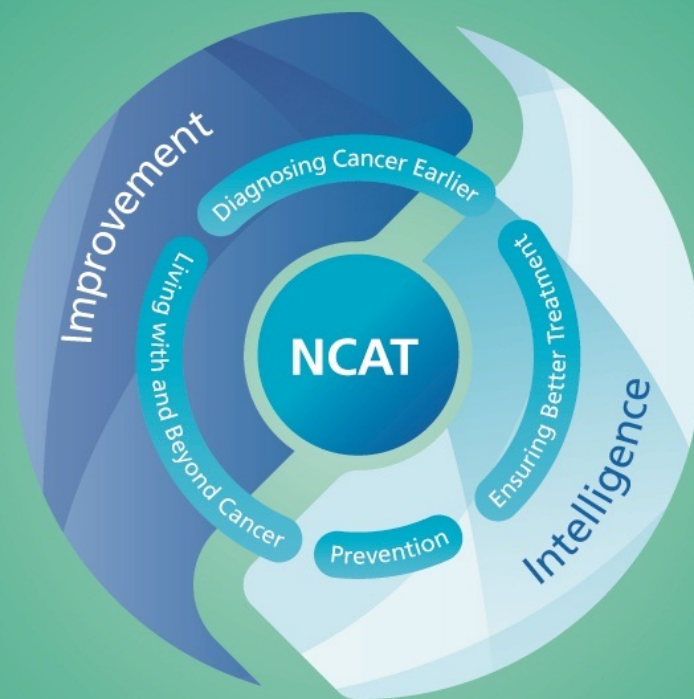 Improvement
Diagnosing Cancer Earlier
Living with and Beyond Cancer
NCAT
Ensuring Better Treatment
Intelligence
Prevention